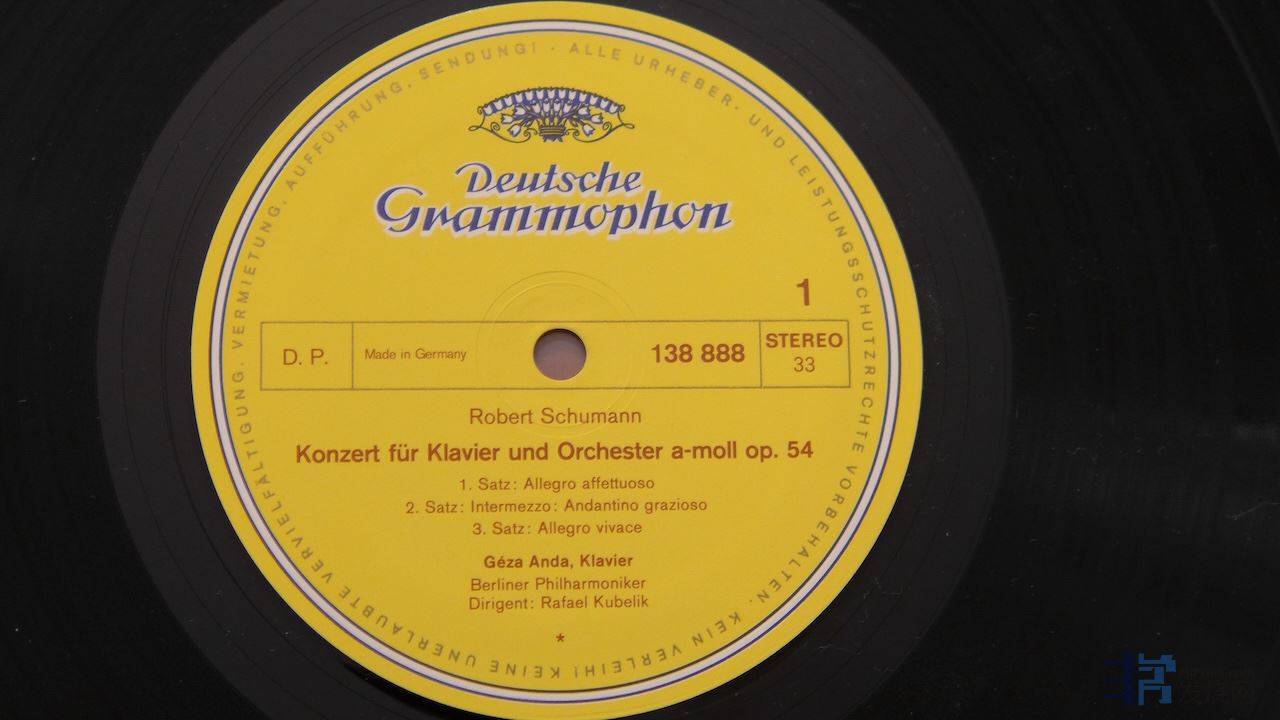 KEINE UNERLAUBTE VERVIELFÄLTIGUNG, VERMIETUNG, AUFFÜHRUNG, SENDUNG! · ALLE URHEBER- UND LEISTUNGSSCHUTZRECHTE VORBEHALTEN. KEIN VERLEIH!
Deutsche
Grammophon
1
D. P. Made in Germany 138 888 STEREO
33
Robert Schumann
Konzert für Klavier und Orchester a-moll op. 54
1. Satz: Allegro affettuoso
2. Satz: Intermezzo: Andantino grazioso
3. Satz: Allegro vivace
Géza Anda, Klavier
Berliner Philharmoniker
Dirigent: Rafael Kubelik
*